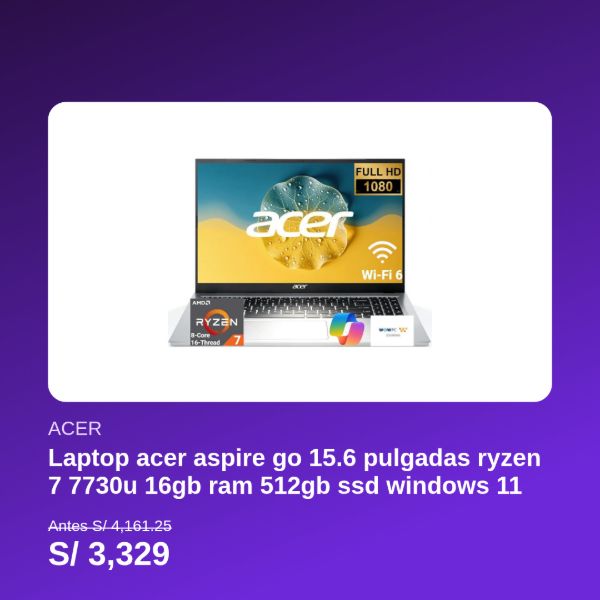 FULL HD
1080
acer
Wi-Fi 6
acer
AMD
RYZEN
8-Core
16-Thread
7
ACER
Laptop acer aspire go 15.6 pulgadas ryzen
7 7730u 16gb ram 512gb ssd windows 11
Antes S/ 4,161.25
S/ 3,329